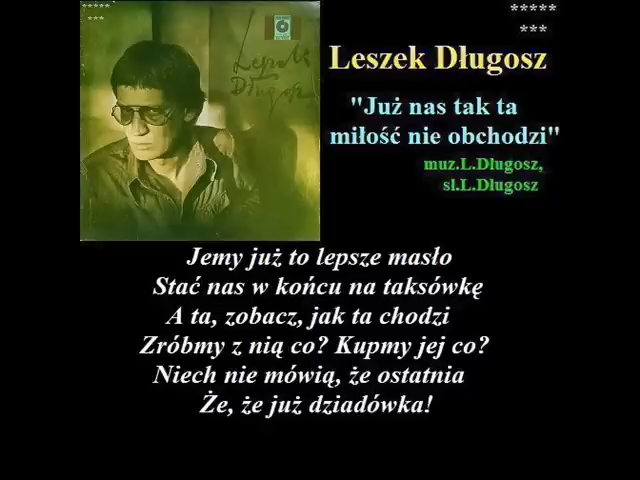 *****
***
*****
***
Leszek
Długosz
Leszek Długosz
"Już nas tak ta
miłość nie obchodzi"
muz.L.Długosz,
sł.L.Długosz
Jemy już to lepsze masło
Stać nas w końcu na taksówkę
A ta, zobacz, jak ta chodzi
Zróbmy z nią co? Kupmy jej co?
Niech nie mówią, że ostatnia
Że, że już dziadówka!